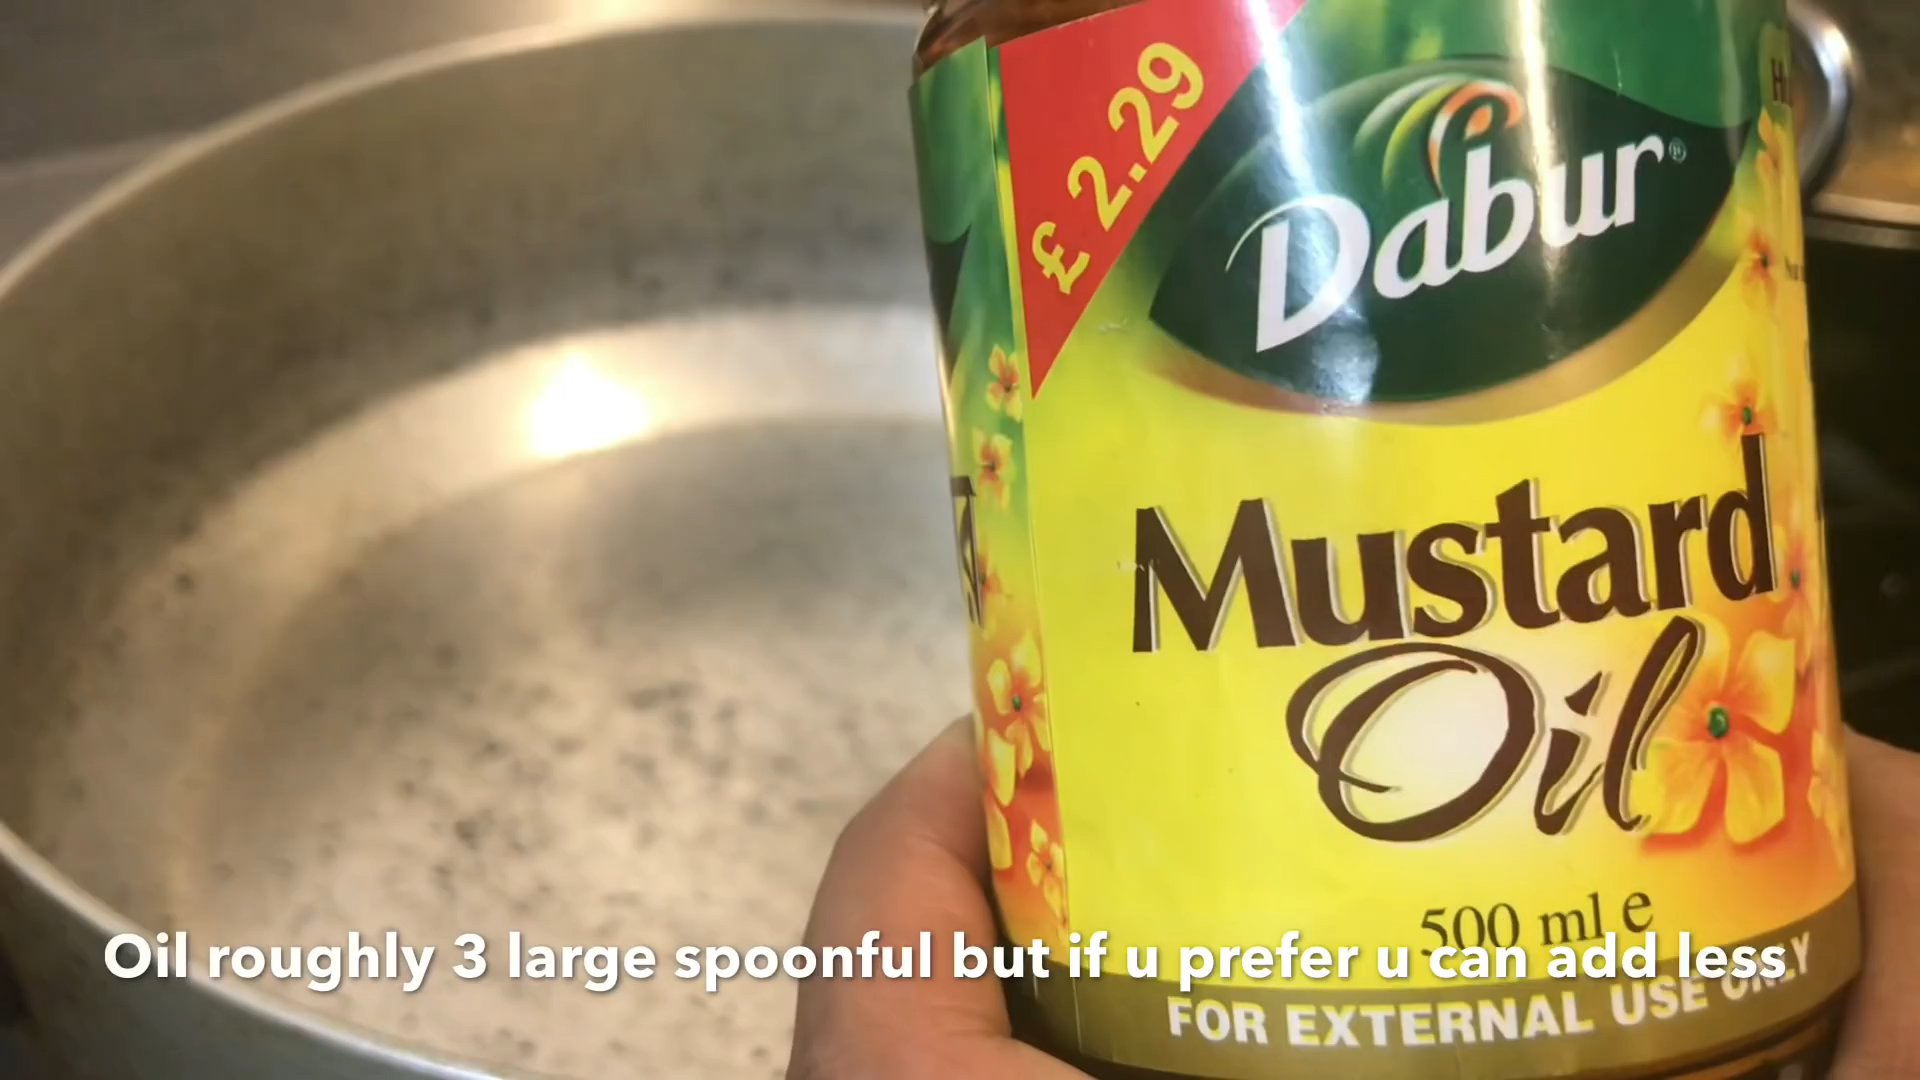 £ 2.29
Dabur
Mustard
Oil
500 ml e
Oil roughly 3 large spoonful but if u prefer u can add less
FOR EXTERNAL USE ONLY